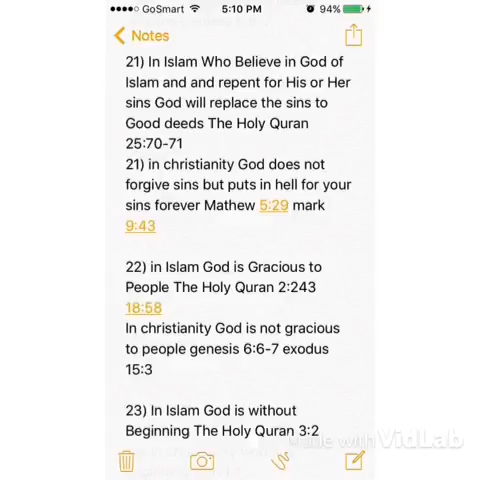 GoSmart 5:10 PM 94%
Notes
21) In Islam Who Believe in God of
Islam and and repent for His or Her
sins God will replace the sins to
Good deeds The Holy Quran
25:70-71
21) in christianity God does not
forgive sins but puts in hell for your
sins forever Mathew 5:29 mark
9:43
22) in Islam God is Gracious to
People The Holy Quran 2:243
18:58
In christianity God is not gracious
to people genesis 6:6-7 exodus
15:3
23) In Islam God is without
Beginning The Holy Quran 3:2
with VidLab